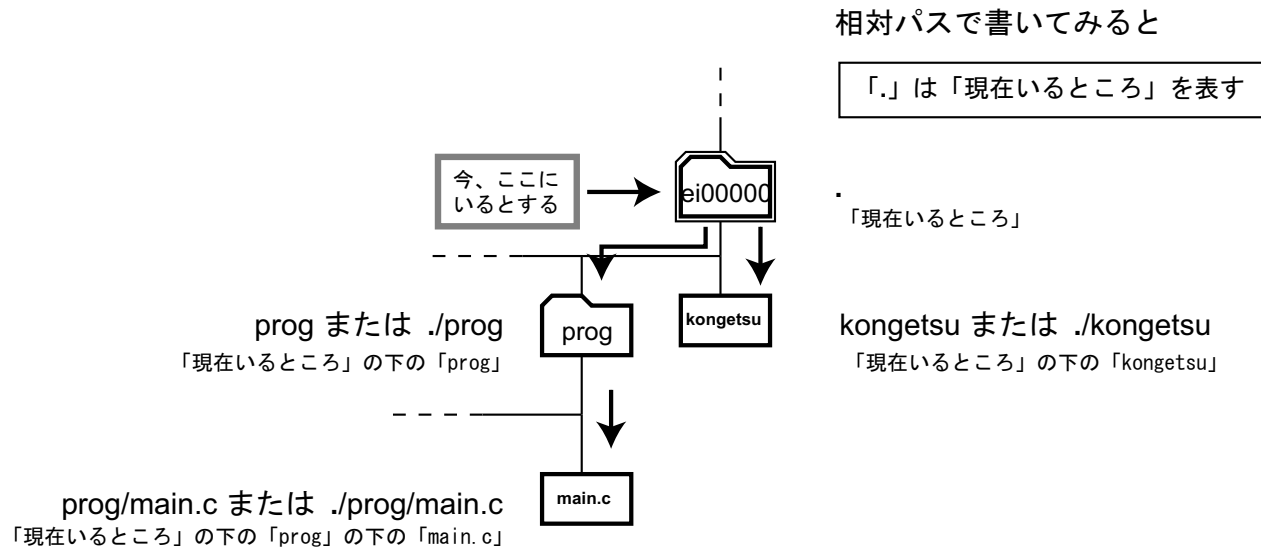 相対パスで書いてみると
「.」は「現在いるところ」を表す
今、ここに
いるとする
ei00000
.
「現在いるところ」
prog または ./prog
「現在いるところ」の下の「prog」
prog
kongetsu
kongetsu または ./kongetsu
「現在いるところ」の下の「kongetsu」
prog/main.c または ./prog/main.c
「現在いるところ」の下の「prog」の下の「main.c」
main.c